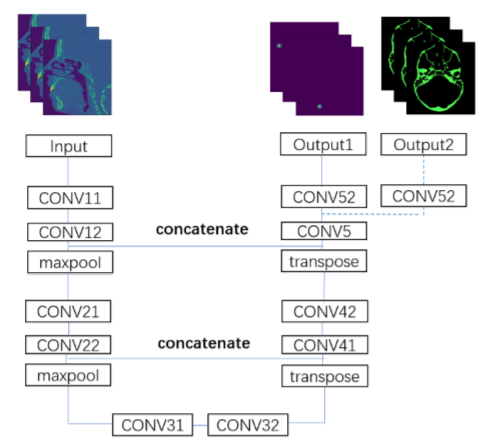 Input Output1 Output2
CONV11 CONV52 CONV52
CONV12 concatenate CONV5
maxpool transpose
CONV21 CONV42
CONV22 concatenate CONV41
maxpool transpose
CONV31 CONV32